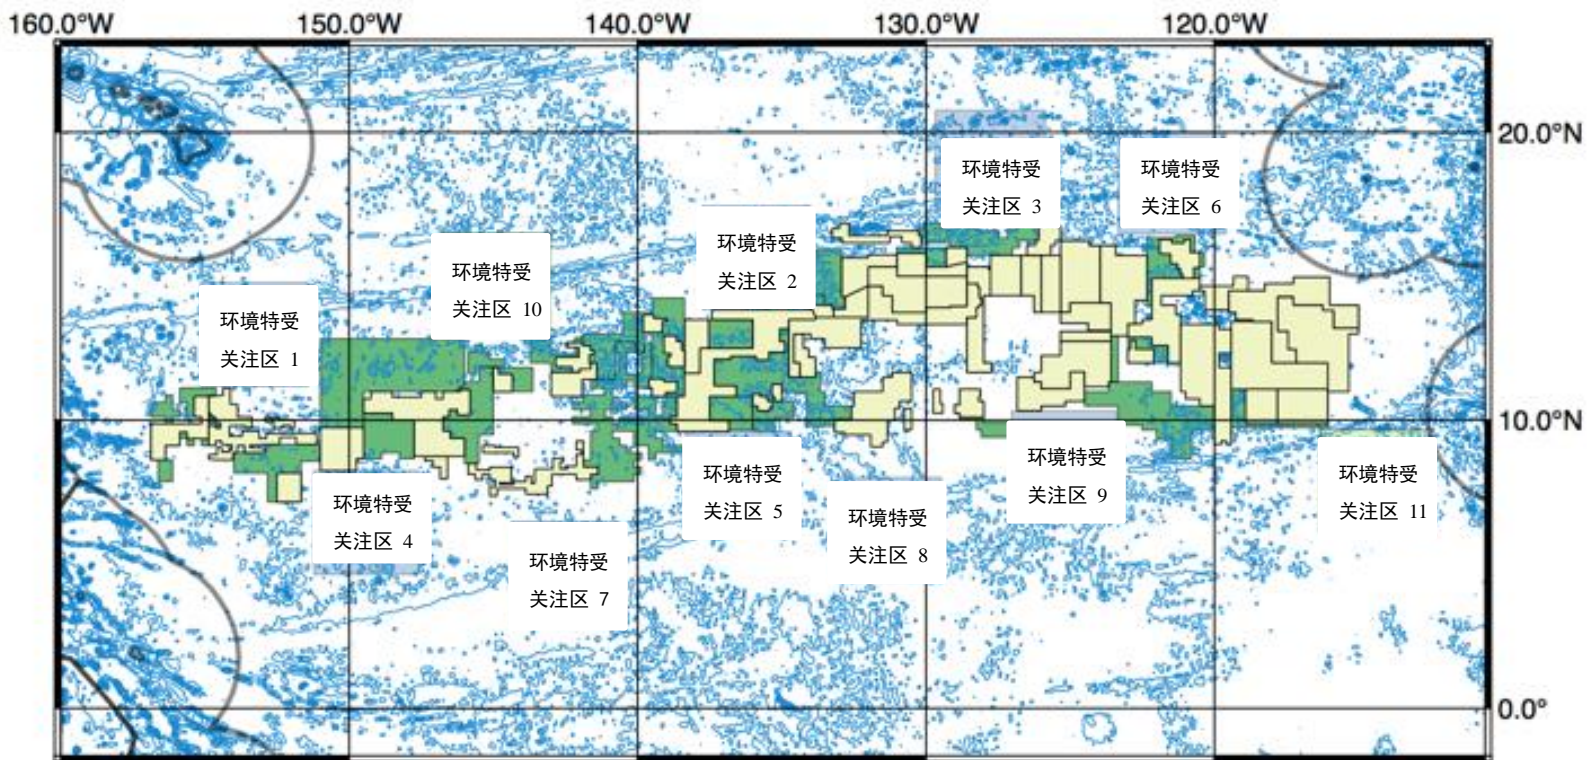 160.0°W
150.0°W
140.0°W
130.0°W
120.0°W
20.0°N
环境特受
关注区 3
环境特受
关注区 6
环境特受
关注区 2
环境特受
关注区 10
环境特受
关注区 1
10.0°N
环境特受
关注区 9
环境特受
关注区 5
环境特受
关注区 11
环境特受
关注区 4
环境特受
关注区 8
环境特受
关注区 7
0.0°